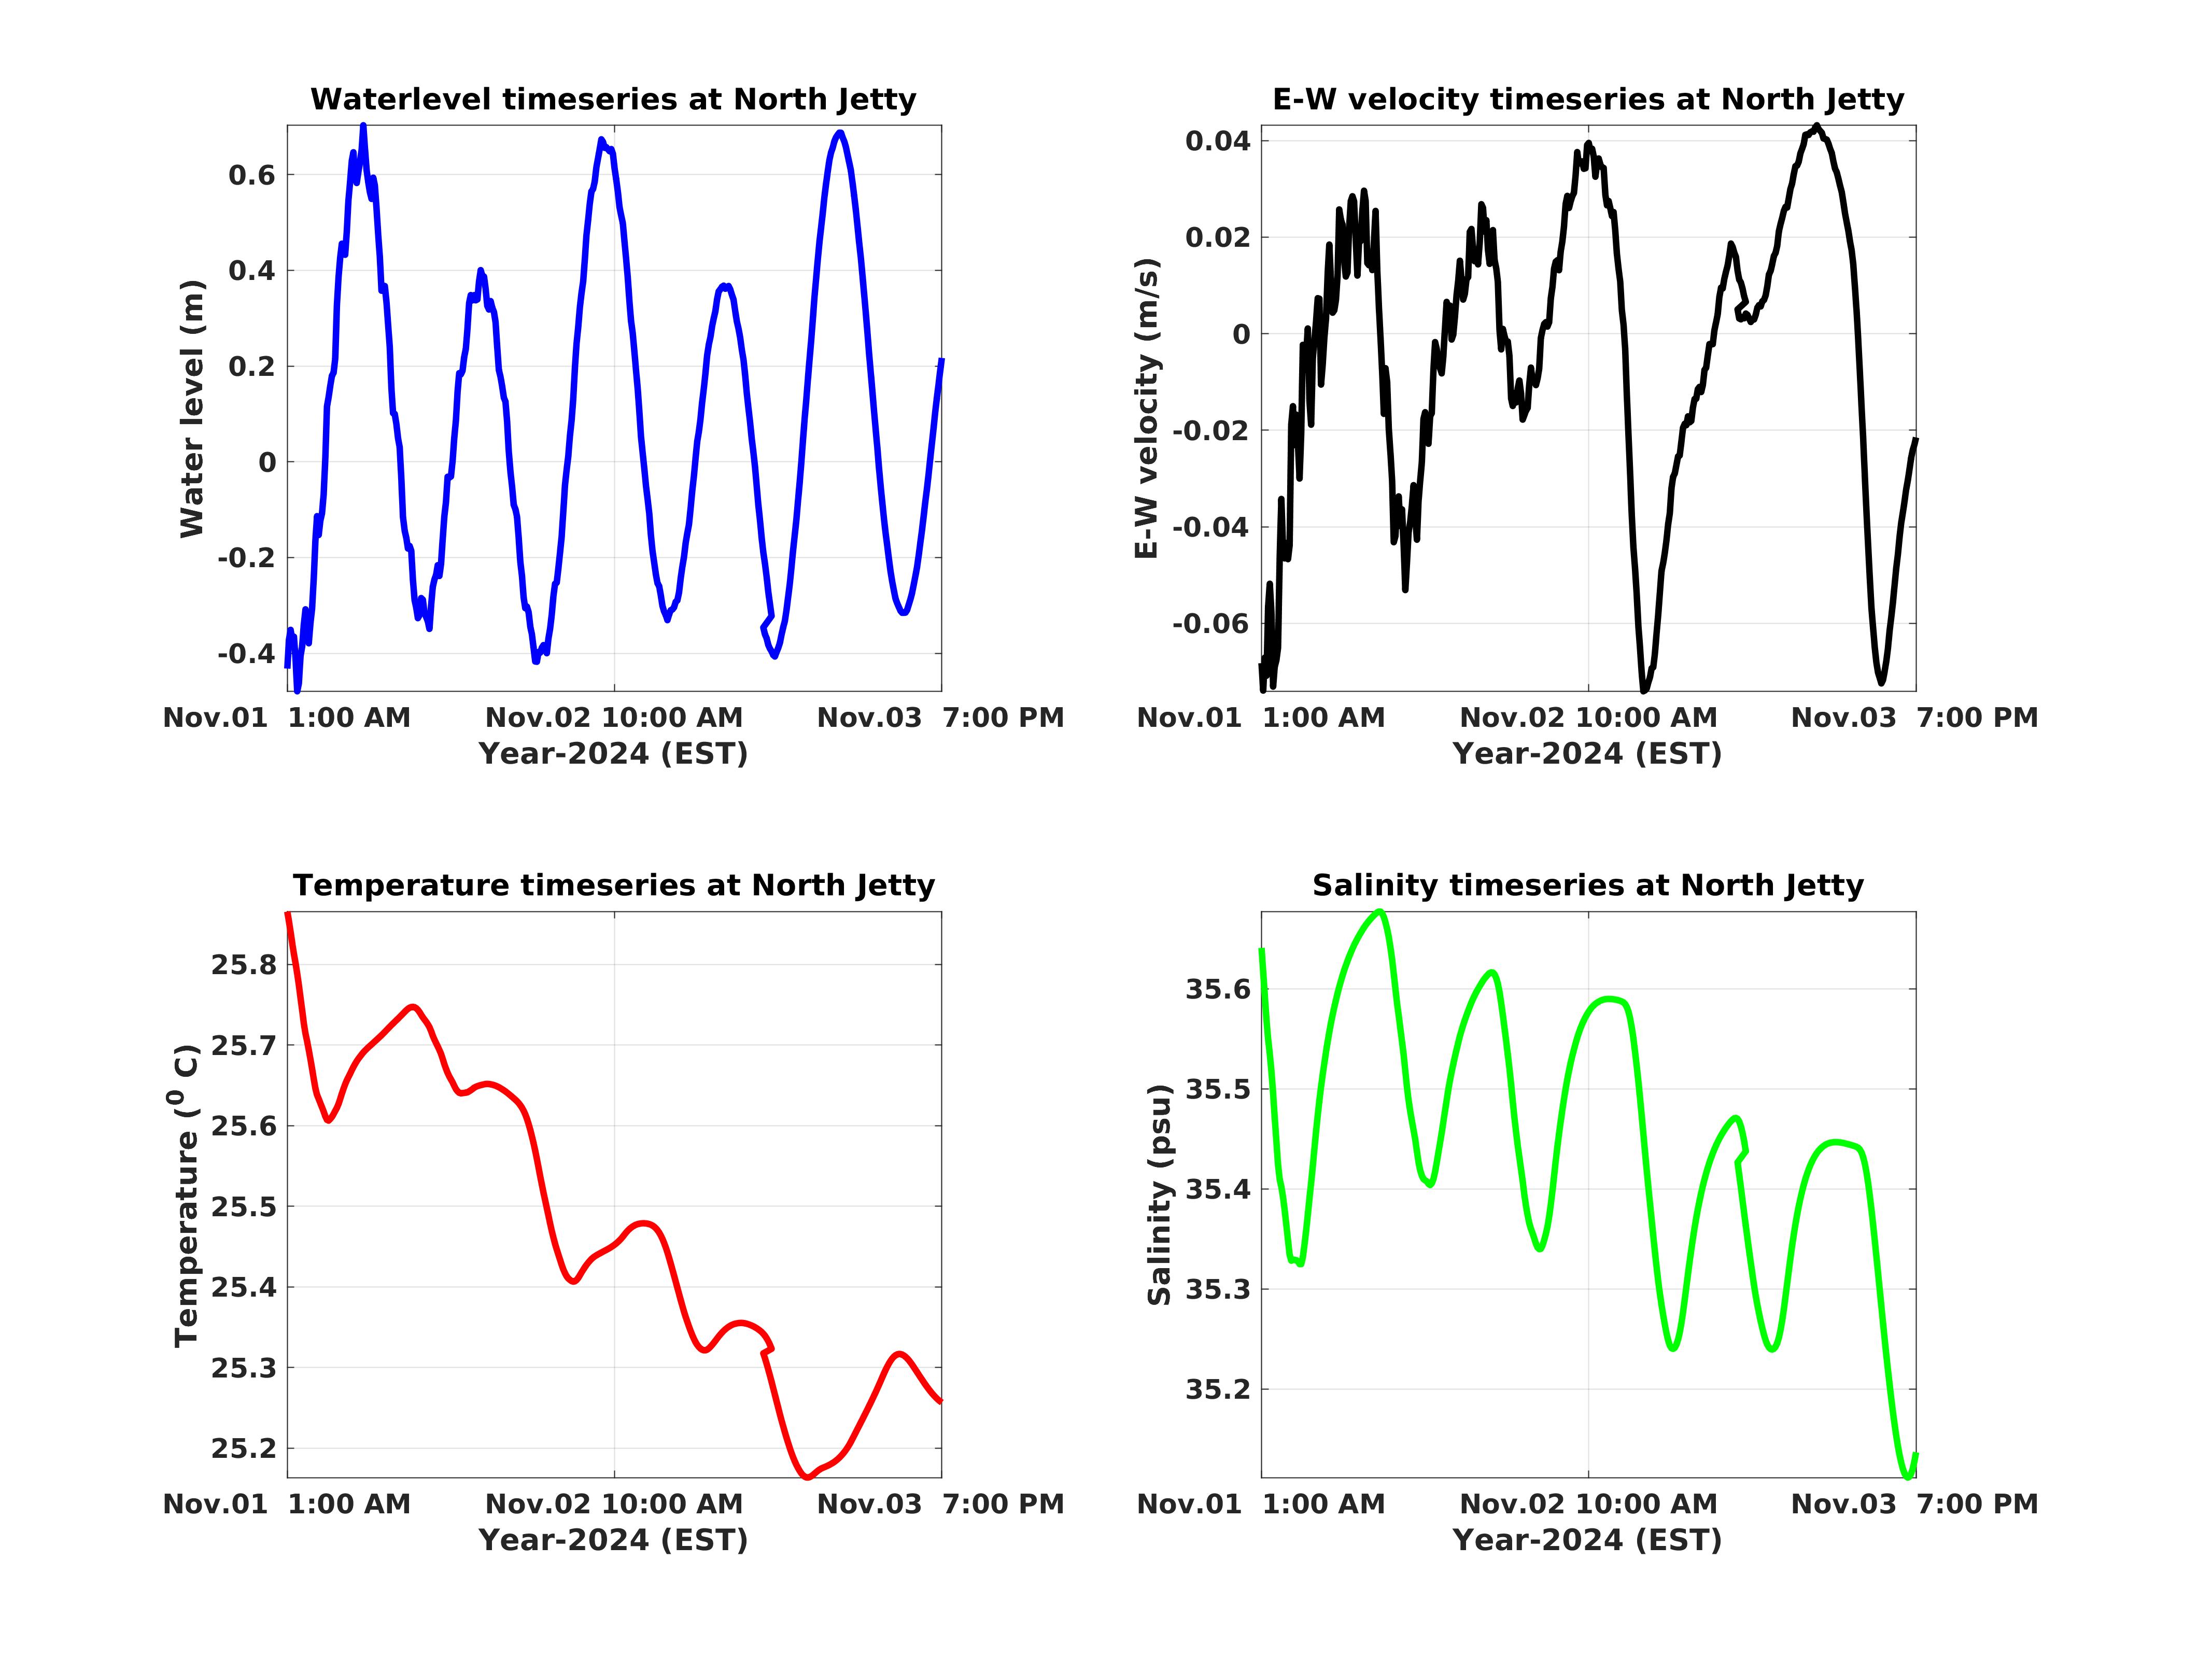 Waterlevel timeseries at North Jetty
0.6
0.4
0.2
0
-0.2
-0.4
Water level (m)
Nov.01 1:00 AM Nov.02 10:00 AM Nov.03 7:00 PM
Year-2024 (EST)
E-W velocity timeseries at North Jetty
0.04
0.02
0
-0.02
-0.04
-0.06
E-W velocity (m/s)
Nov.01 1:00 AM Nov.02 10:00 AM Nov.03 7:00 PM
Year-2024 (EST)
Temperature timeseries at North Jetty
25.8
25.7
25.6
25.5
25.4
25.3
25.2
Temperature (⁰ C)
Nov.01 1:00 AM Nov.02 10:00 AM Nov.03 7:00 PM
Year-2024 (EST)
Salinity timeseries at North Jetty
35.6
35.5
35.4
35.3
35.2
Salinity (psu)
Nov.01 1:00 AM Nov.02 10:00 AM Nov.03 7:00 PM
Year-2024 (EST)